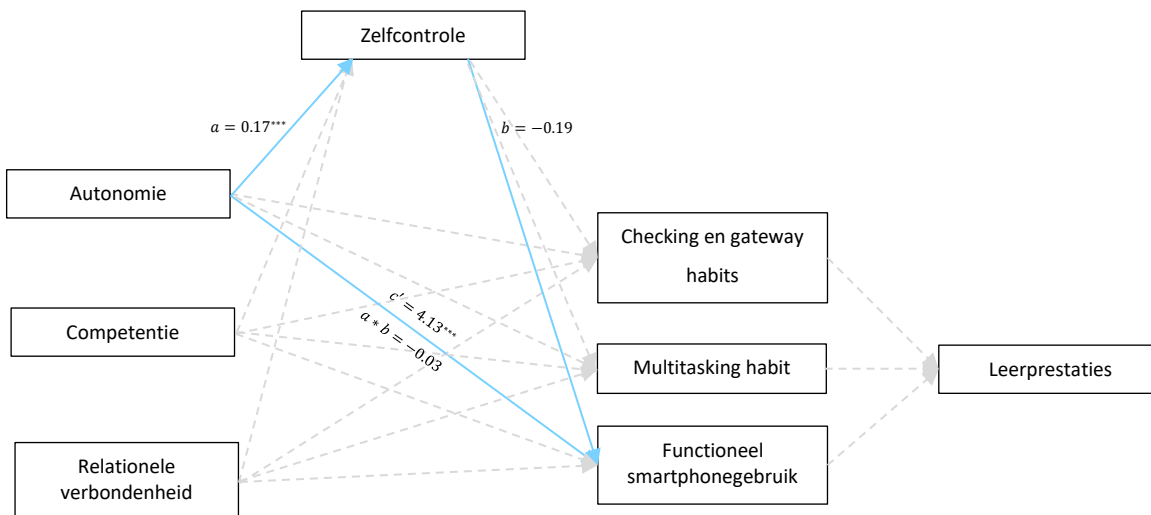 Zelfcontrole
a = 0.17***
b = −0.19
Autonomie
Checking en gateway
habits
c′ = 4.13***
a * b = −0.03
Competentie
Multitasking habit
Leerprestaties
Relationele
verbondenheid
Functioneel
smartphonegebruik